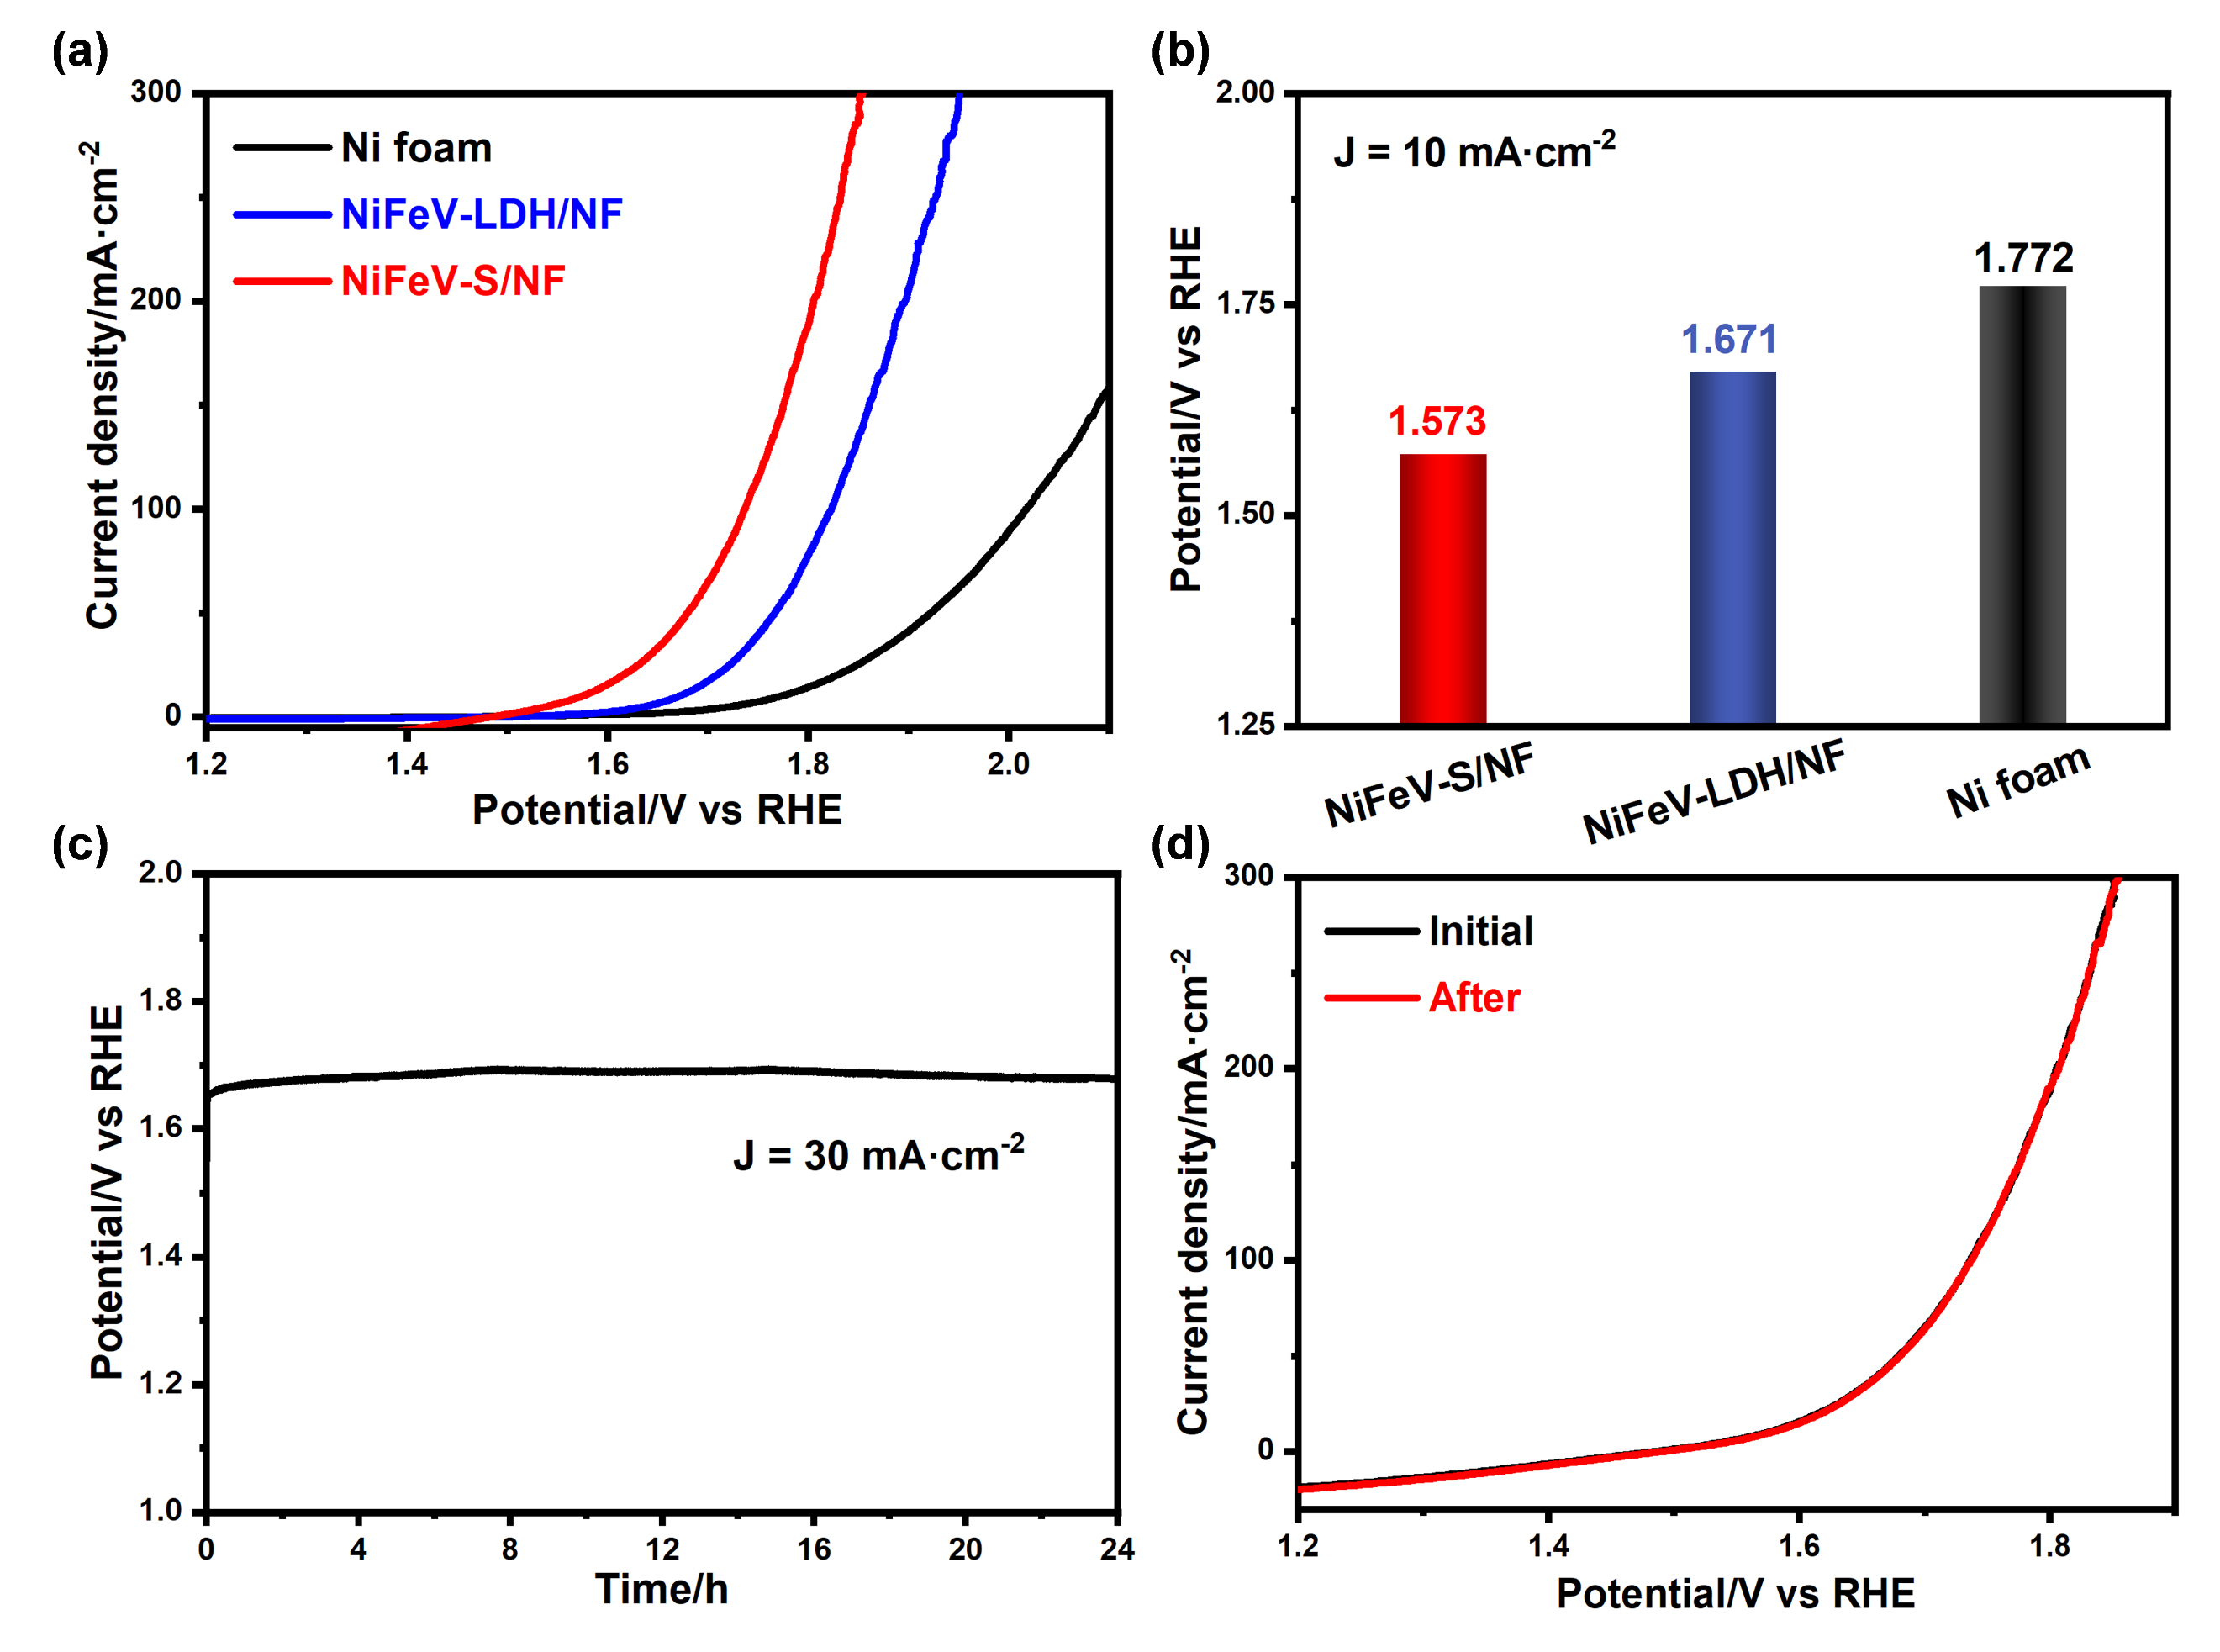 (a)
300
200
100
0
Current density/mA·cm-2
Ni foam
NiFeV-LDH/NF
NiFeV-S/NF
1.2 1.4 1.6 1.8 2.0
Potential/V vs RHE
(b)
2.00
1.75
1.50
1.25
Potential/V vs RHE
J = 10 mA·cm-2
1.573
1.671
1.772
NiFeV-S/NF
NiFeV-LDH/NF
Ni foam
(c)
2.0
1.8
1.6
1.4
1.2
1.0
Potential/V vs RHE
J = 30 mA·cm-2
0 4 8 12 16 20 24
Time/h
(d)
300
200
100
0
Current density/mA·cm-2
Initial
After
1.2 1.4 1.6 1.8
Potential/V vs RHE